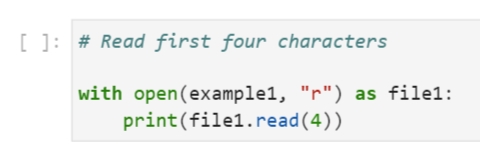 [ ]: # Read first four characters
with open(example1, "r") as file1:
    print(file1.read(4))